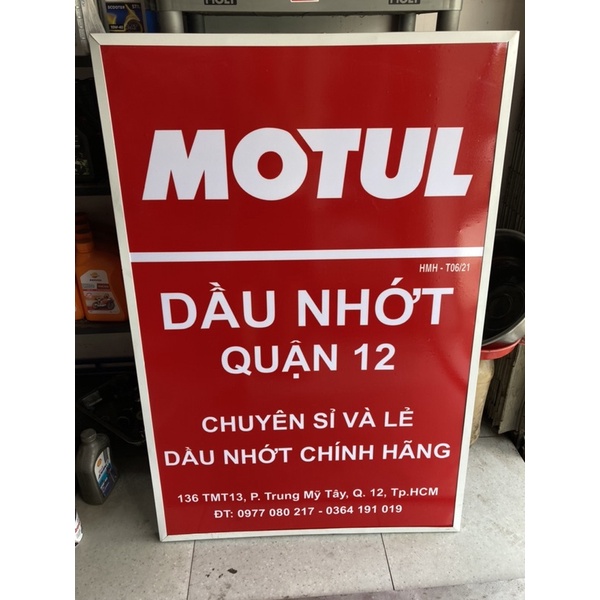 MOTUL
HMH - T06/21
DẦU NHỚT
QUẬN 12
CHUYÊN SỈ VÀ LẺ
DẦU NHỚT CHÍNH HÃNG
136 TMT13, P. Trung Mỹ Tây, Q. 12, Tp.HCM
ĐT: 0977 080 217 - 0364 191 019